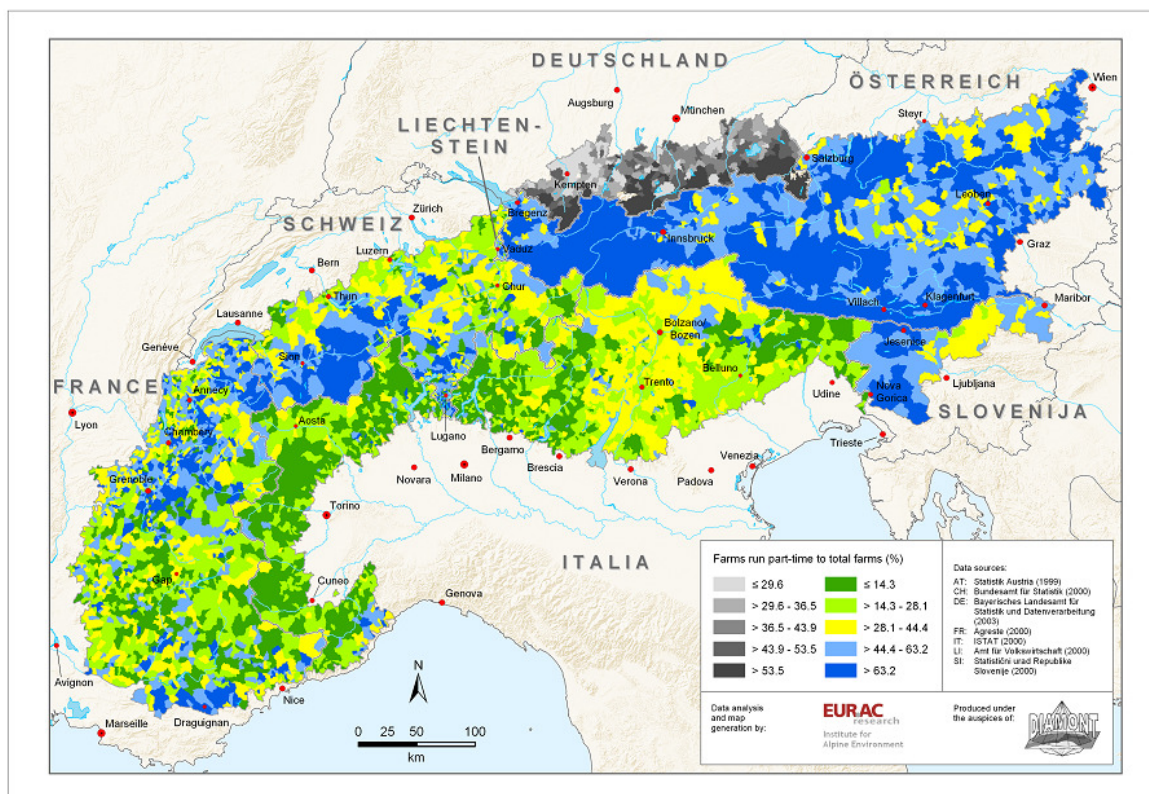 DEUTSCHLAND
ÖSTERREICH
Wien
Augsburg
München
Steyr
LIECHTEN-
STEIN
Salzburg
Kempten
Leoben
Zürich
Bregenz
SCHWEIZ
Innsbruck
Graz
Luzern
Vaduz
Bern
Chur
Thun
Villach
Klagenfurt
Maribor
Lausanne
Bolzano/
Bozen
Jesenice
Genève
Sion
Belluno
FRANCE
Annecy
Trento
Udine
Nova
Gorica
Ljubljana
Lyon
Aosta
SLOVENIJA
Chambéry
Lugano
Bergamo
Trieste
Brescia
Venezia
Grenoble
Novara
Milano
Verona
Padova
Torino
ITALIA
Gap
Cuneo
Genova
Avignon
Nice
Draguignan
Marseille
N
0 25 50 100
km
Farms run part-time to total farms (%)
≤ 29.6 ≤ 14.3
> 29.6 - 36.5 > 14.3 - 28.1
> 36.5 - 43.9 > 28.1 - 44.4
> 43.9 - 53.5 > 44.4 - 63.2
> 53.5 > 63.2
Data sources:
AT: Statistik Austria (1999)
CH: Bundesamt für Statistik (2000)
DE: Bayerisches Landesamt für
Statistik und Datenverarbeitung
(2003)
FR: Agreste (2000)
IT: ISTAT (2000)
LI: Amt für Volkswirtschaft (2000)
SI: Statistični urad Republike
Slovenije (2000)
Data analysis
and map
generation by:
EURAC
research
Institute for
Alpine Environment
Produced under
the auspices of:
DIAMONT